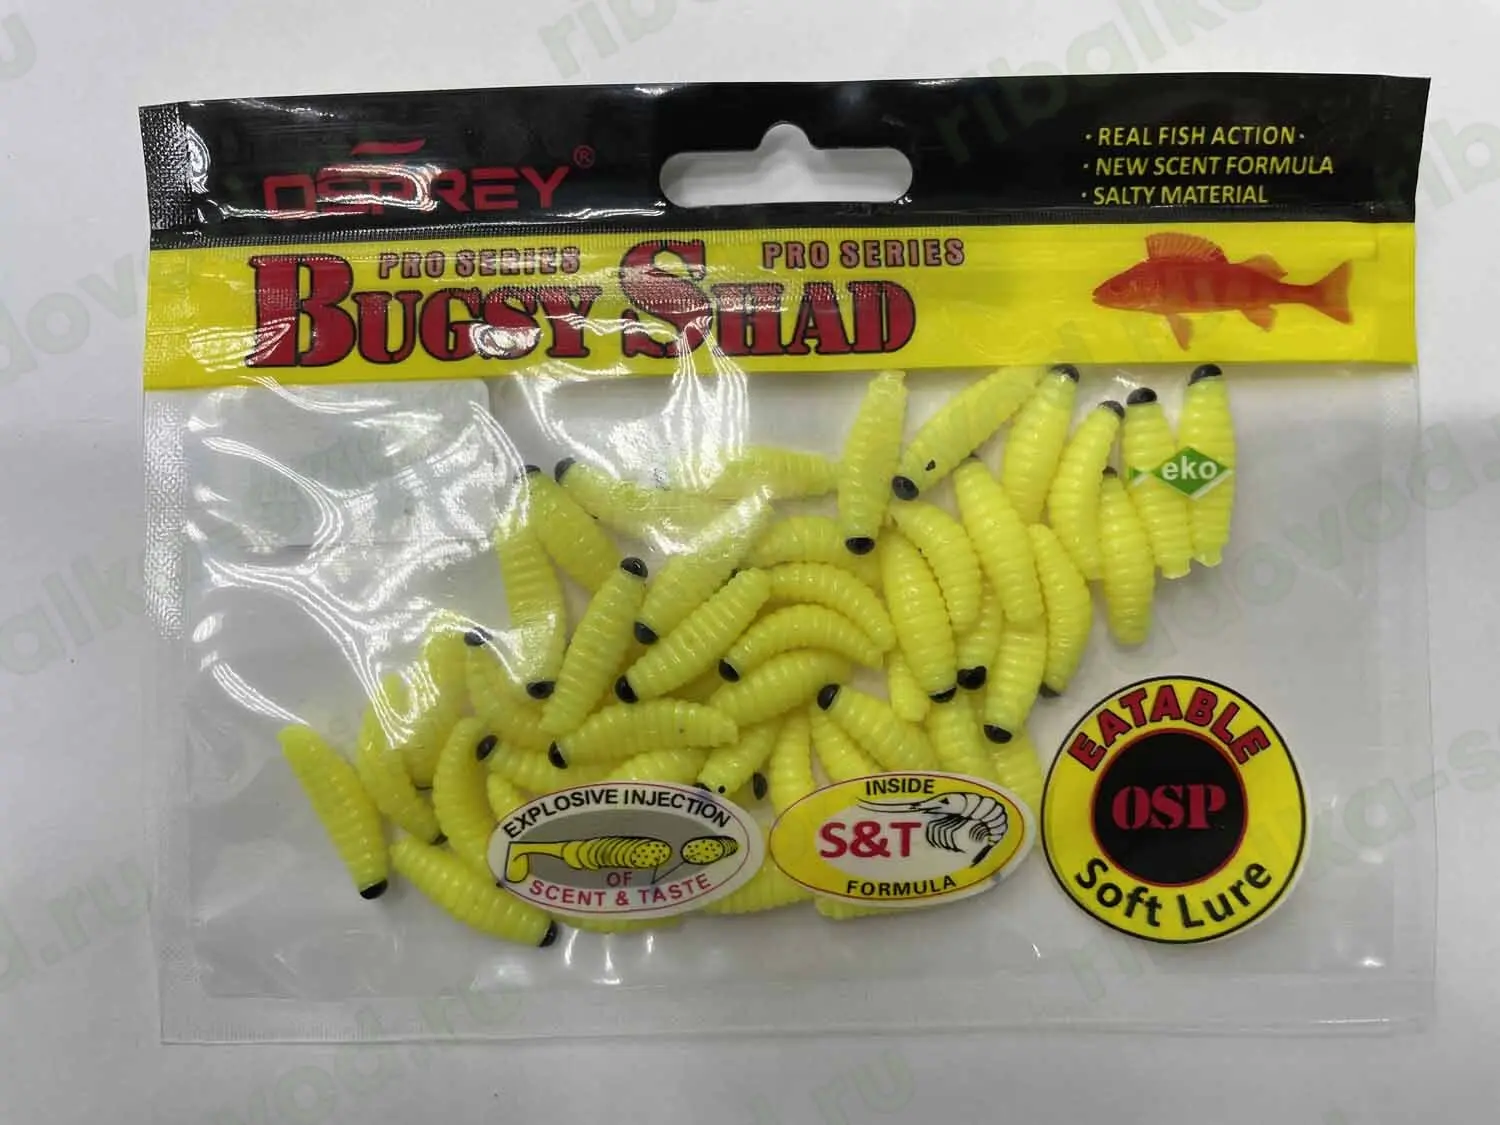 OSPREY®
· REAL FISH ACTION ·
· NEW SCENT FORMULA
· SALTY MATERIAL
PRO SERIES PRO SERIES
BUGSY SHAD
eko
EXPLOSIVE INJECTION
OF
SCENT & TASTE
INSIDE
S&T
FORMULA
EATABLE
OSP
Soft Lure